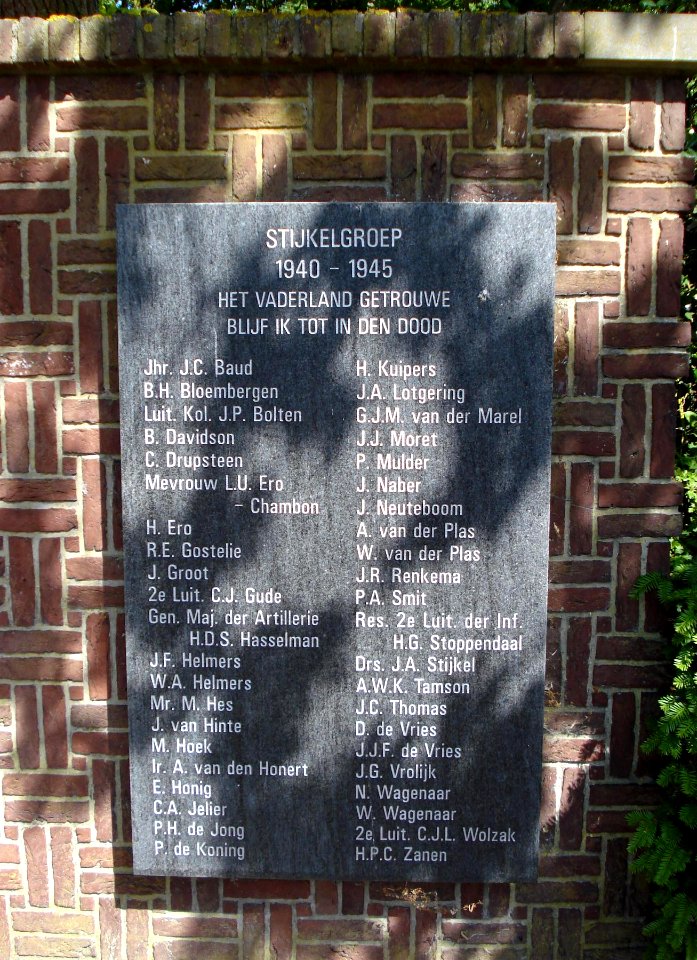 STIJKELGROEP
1940 - 1945
HET VADERLAND GETROUWE
BLIJF IK TOT IN DEN DOOD
Jhr. J.C. Baud
B.H. Bloembergen
Luit. Kol. J.P. Bolten
B. Davidson
C. Drupsteen
Mevrouw L.U. Ero
- Chambon
H. Ero
R.E. Gostelie
J. Groot
2e Luit. C.J. Gude
Gen. Maj. der Artillerie
H.D.S. Hasselman
J.F. Helmers
W.A. Helmers
Mr. M. Hes
J. van Hinte
M. Hoek
Ir. A. van den Honert
E. Honig
C.A. Jelier
P.H. de Jong
P. de Koning
H. Kuipers
J.A. Lotgering
G.J.M. van der Marel
J.J. Moret
P. Mulder
J. Naber
J. Neuteboom
A. van der Plas
W. van der Plas
J.R. Renkema
P.A. Smit
Res. 2e Luit. der Inf.
H.G. Stoppendaal
Drs. J.A. Stijkel
A.W.K. Tamson
J.C. Thomas
D. de Vries
J.J.F. de Vries
J.G. Vrolijk
N. Wagenaar
W. Wagenaar
2e Luit. C.J.L. Wolzak
H.P.C. Zanen